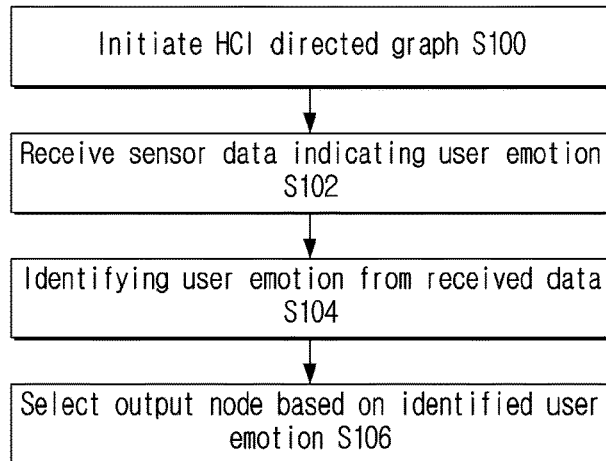 Initiate HCI directed graph S100
Receive sensor data indicating user emotion
S102
Identifying user emotion from received data
S104
Select output node based on identified user
emotion S106